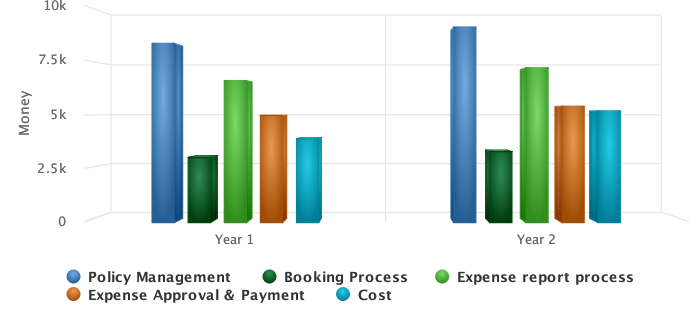 10k
7.5k
5k
2.5k
0
Money
Year 1 Year 2
Policy Management Booking Process Expense report process
Expense Approval & Payment Cost